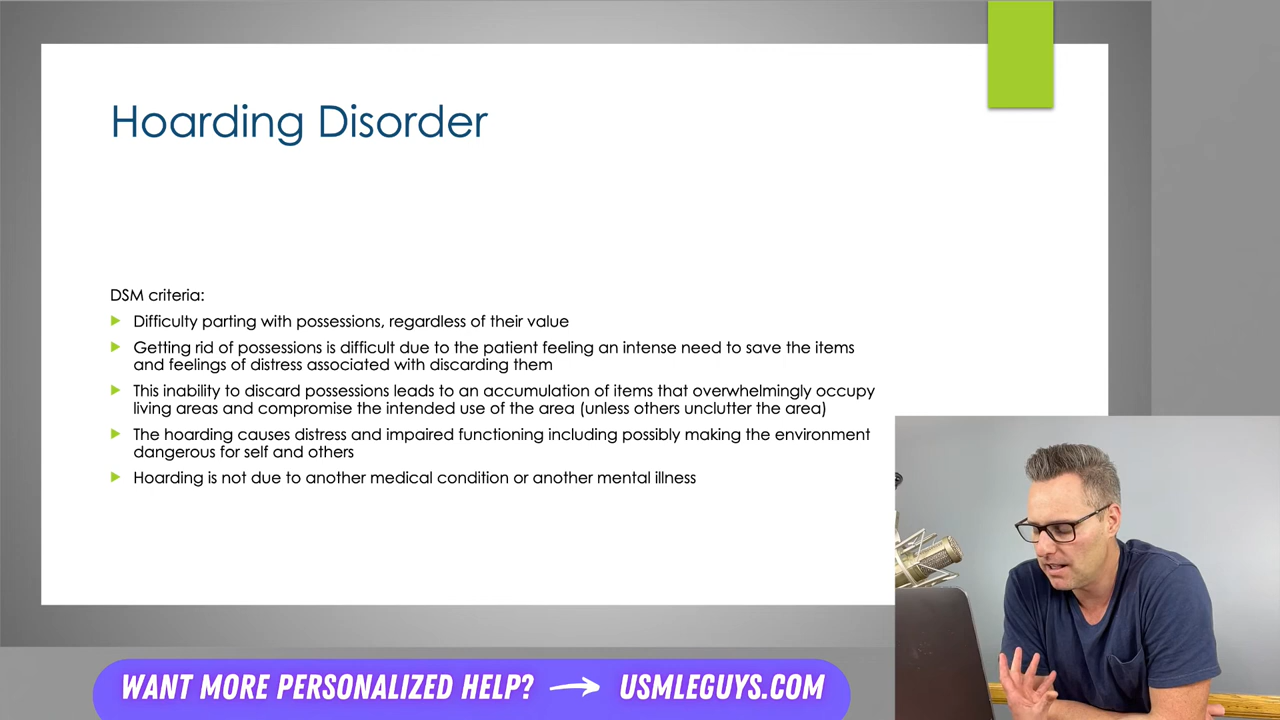 Hoarding Disorder
DSM criteria:
Difficulty parting with possessions, regardless of their value
Getting rid of possessions is difficult due to the patient feeling an intense need to save the items
and feelings of distress associated with discarding them
This inability to discard possessions leads to an accumulation of items that overwhelmingly occupy
living areas and compromise the intended use of the area (unless others unclutter the area)
The hoarding causes distress and impaired functioning including possibly making the environment
dangerous for self and others
Hoarding is not due to another medical condition or another mental illness
WANT MORE PERSONALIZED HELP? → USMLEGUYS.COM